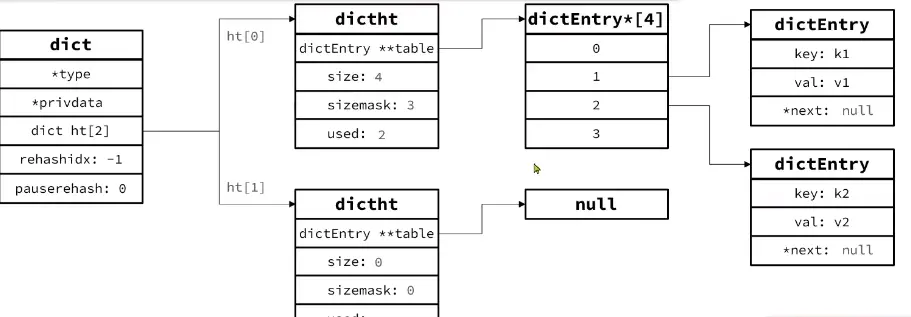 dict
*type
*privdata
dict ht[2]
rehashidx: -1
pauserehash: 0
ht[0]
ht[1]
dictht
dictEntry **table
size: 4
sizemask: 3
used: 2
dictht
dictEntry **table
size: 0
sizemask: 0
dictEntry*[4]
0
1
2
3
null
dictEntry
key: k1
val: v1
*next: null
dictEntry
key: k2
val: v2
*next: null